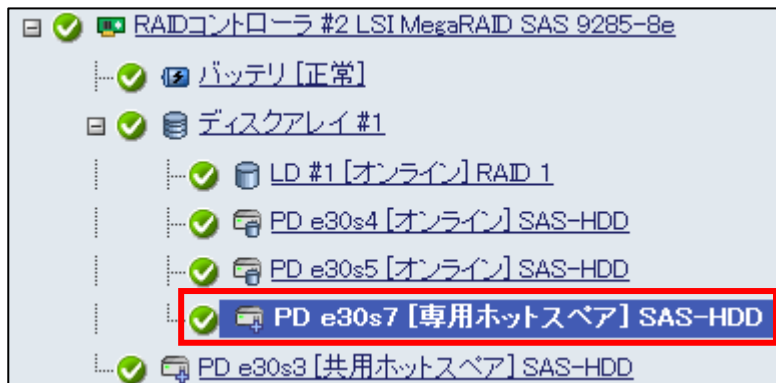 RAIDコントローラ #2 LSI MegaRAID SAS 9285-8e
バッテリ [正常]
ディスクアレイ #1
LD #1 [オンライン] RAID 1
PD e30s4 [オンライン] SAS-HDD
PD e30s5 [オンライン] SAS-HDD
PD e30s7 [専用ホットスペア] SAS-HDD
PD e30s3 [共用ホットスペア] SAS-HDD